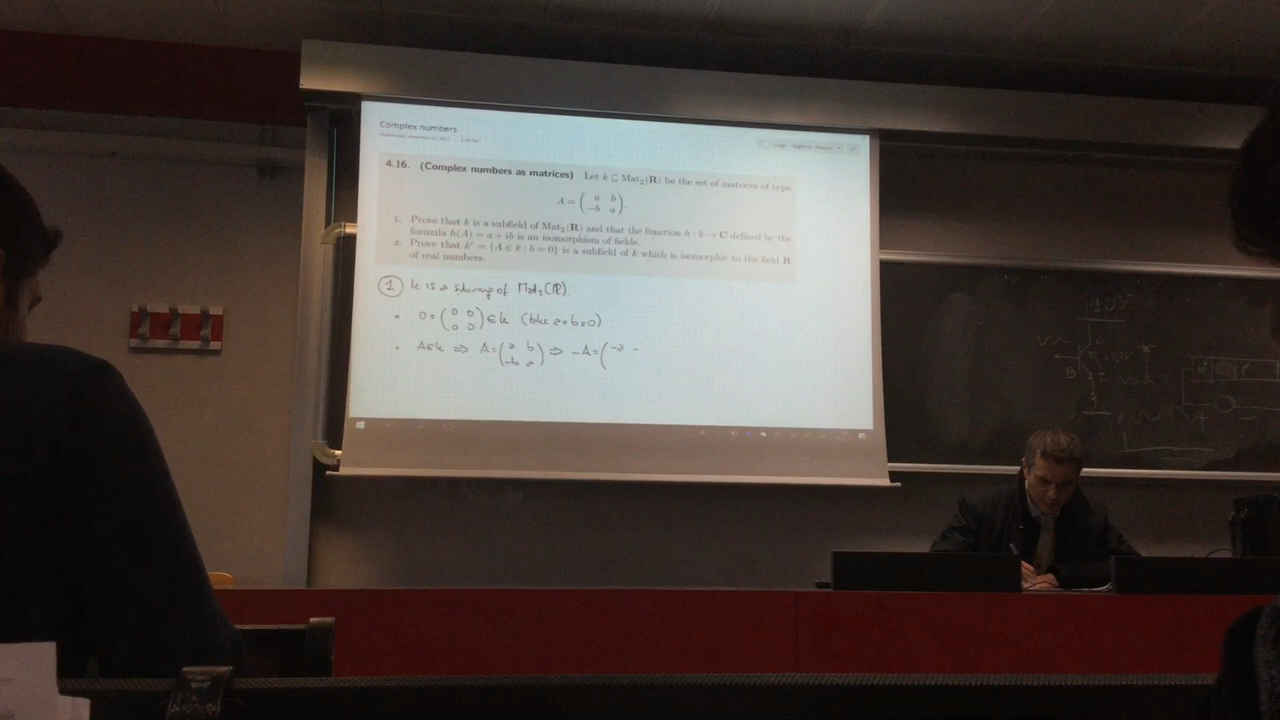 Complex numbers
4.16. (Complex numbers as matrices) Let k ⊆ Mat₂(R) be the set of matrices of type
A = ( a b
-b a ).
1. Prove that k is a subfield of Mat₂(R) and that the function h : k → C defined by the
formula h(A) = a + ib is an isomorphism of fields.
2. Prove that k' = {A ∈ k : b = 0} is a subfield of k which is isomorphic to the field R
of real numbers.
① k is a subring of Mat₂(ℝ).
• 0 = ( 0 0
0 0 ) ∈ k (take a=b=0)
• A∈k ⇒ A = ( a b
-b a ) ⇒ -A = ( -a -